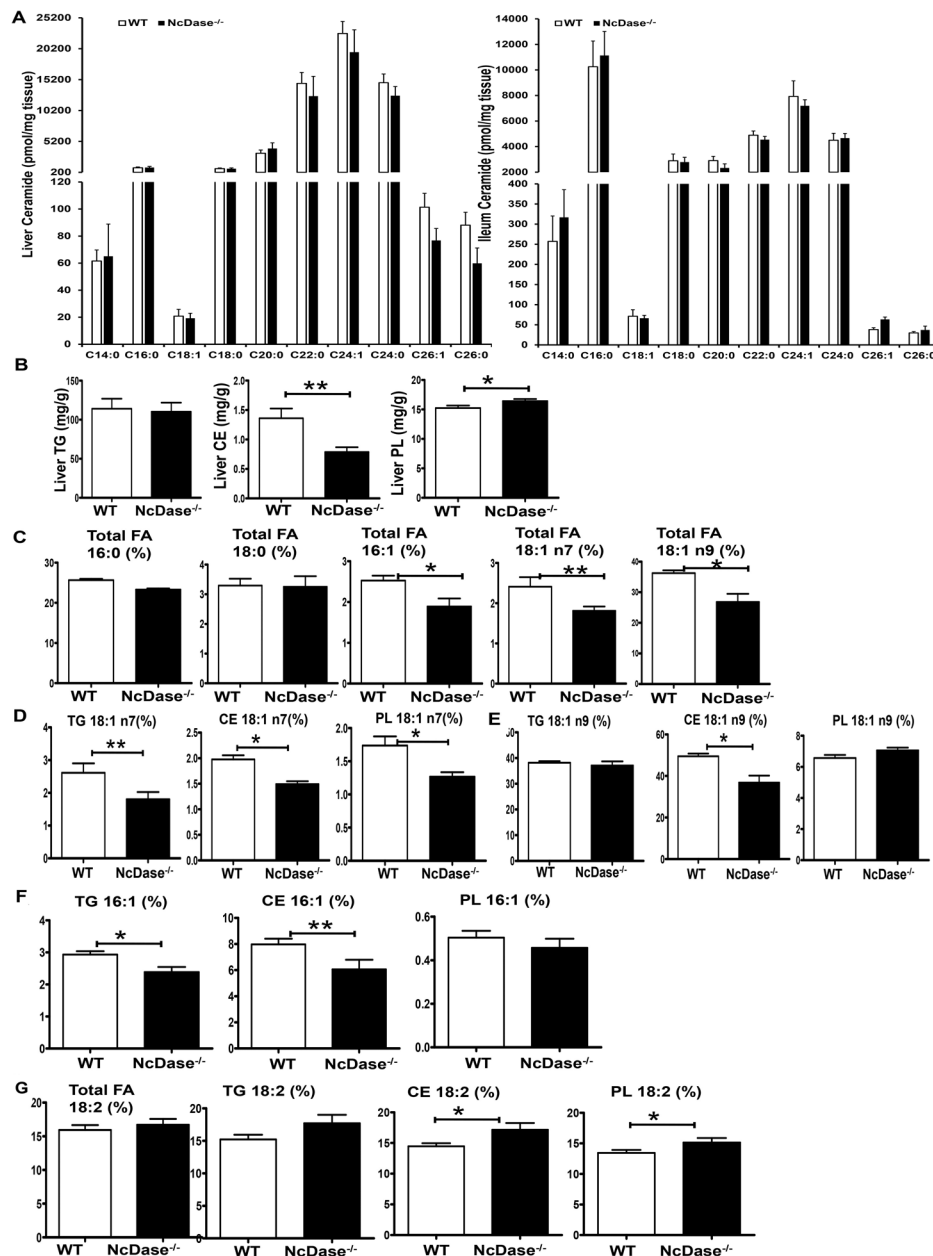 A
WT NcDase-/-
Liver Ceramide (pmol/mg tissue)
25200
20200
15200
10200
5200
200
120
100
80
60
40
20
0
C14:0 C16:0 C18:1 C18:0 C20:0 C22:0 C24:1 C24:0 C26:1 C26:0
WT NcDase-/-
Ileum Ceramide (pmol/mg tissue)
14000
12000
10000
8000
6000
4000
2000
400
350
300
250
200
150
100
50
0
C14:0 C16:0 C18:1 C18:0 C20:0 C22:0 C24:1 C24:0 C26:1 C26:0
B
Liver TG (mg/g)
150
100
50
0
WT NcDase-/-
Liver CE (mg/g)
2.0
1.5
1.0
0.5
0.0
**
WT NcDase-/-
Liver PL (mg/g)
20
15
10
5
0
*
WT NcDase-/-
C
Total FA
16:0 (%)
30
20
10
0
WT NcDase-/-
Total FA
18:0 (%)
4
3
2
1
0
WT NcDase-/-
Total FA
16:1 (%)
3
2
1
0
*
WT NcDase-/-
Total FA
18:1 n7 (%)
3
2
1
0
**
WT NcDase-/-
Total FA
18:1 n9 (%)
40
30
20
10
0
*
WT NcDase-/-
D
TG 18:1 n7(%)
4
3
2
1
0
**
WT NcDase-/-
CE 18:1 n7(%)
2.5
2.0
1.5
1.0
0.5
0.0
*
WT NcDase-/-
PL 18:1 n7(%)
2.0
1.5
1.0
0.5
0.0
*
WT NcDase-/-
E
TG 18:1 n9 (%)
50
40
30
20
10
0
WT NcDase-/-
CE 18:1 n9 (%)
60
40
20
0
*
WT NcDase-/-
PL 18:1 n9 (%)
8
6
4
2
0
WT NcDase-/-
F
TG 16:1 (%)
4
3
2
1
0
*
WT NcDase-/-
CE 16:1 (%)
10
8
6
4
2
0
**
WT NcDase-/-
PL 16:1 (%)
0.6
0.4
0.2
0.0
WT NcDase-/-
G
Total FA
18:2 (%)
20
15
10
5
0
WT NcDase-/-
TG 18:2 (%)
20
15
10
5
0
WT NcDase-/-
CE 18:2 (%)
20
15
10
5
0
*
WT NcDase-/-
PL 18:2 (%)
20
15
10
5
0
*
WT NcDase-/-